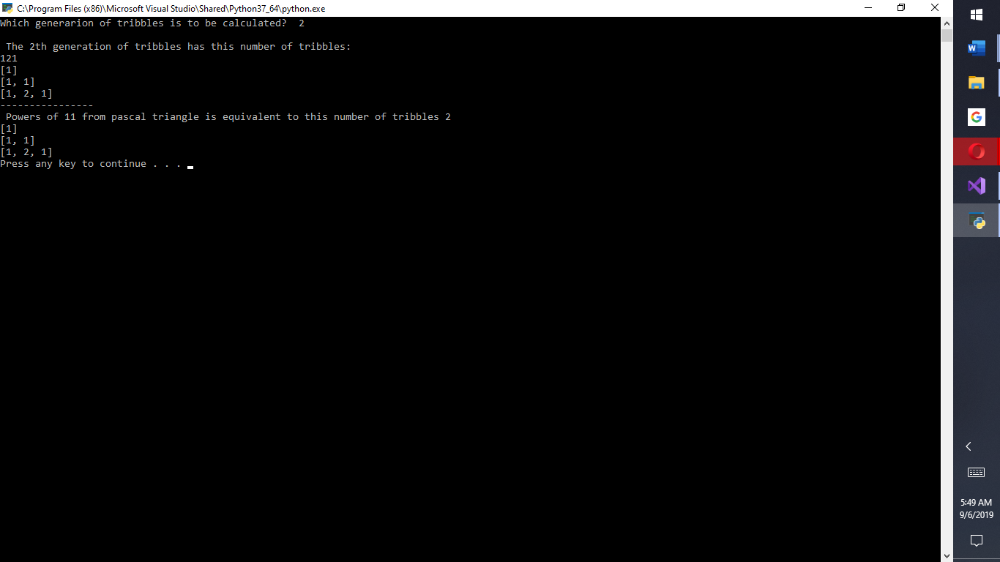 C:\Program Files (x86)\Microsoft Visual Studio\Shared\Python37_64\python.exe
Which generarion of tribbles is to be calculated?  2
 The 2th generation of tribbles has this number of tribbles:
121
[1]
[1, 1]
[1, 2, 1]
----------------
 Powers of 11 from pascal triangle is equivalent to this number of tribbles 2
[1]
[1, 1]
[1, 2, 1]
Press any key to continue . . .
W
G
5:49 AM
9/6/2019